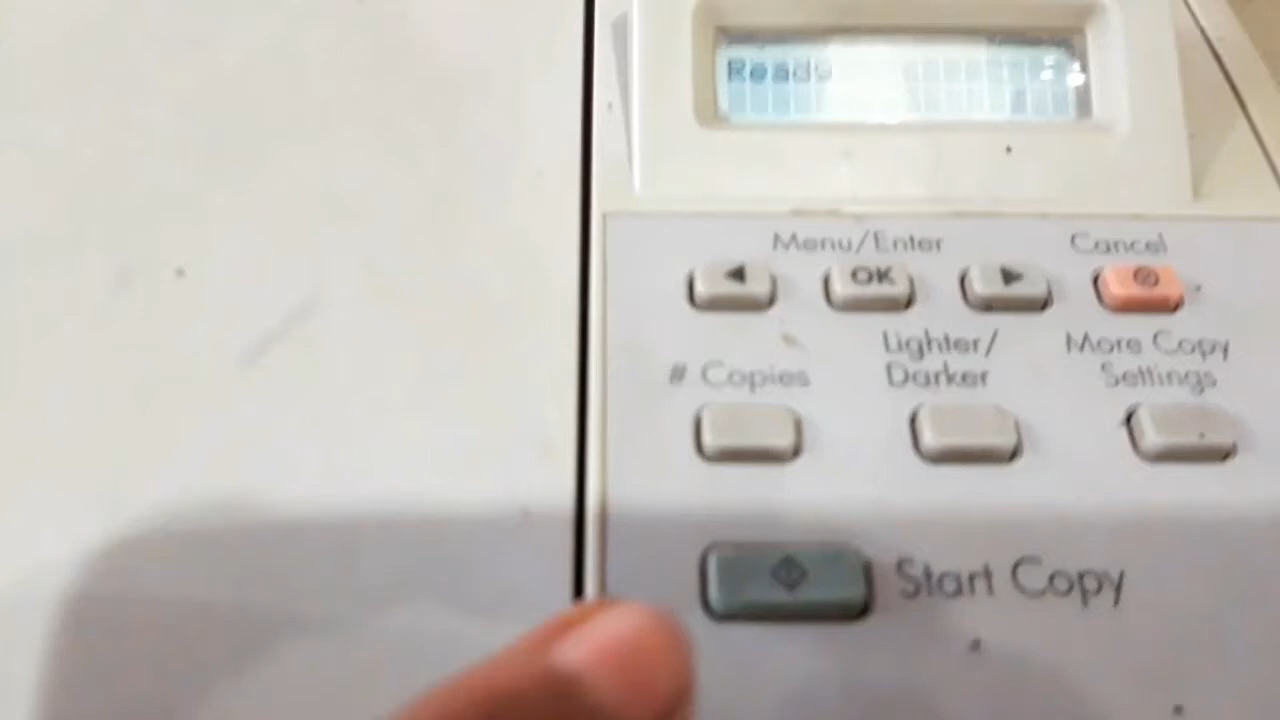 Ready
Menu/Enter
Cancel
OK
# Copies
Lighter/
Darker
More Copy
Settings
Start Copy